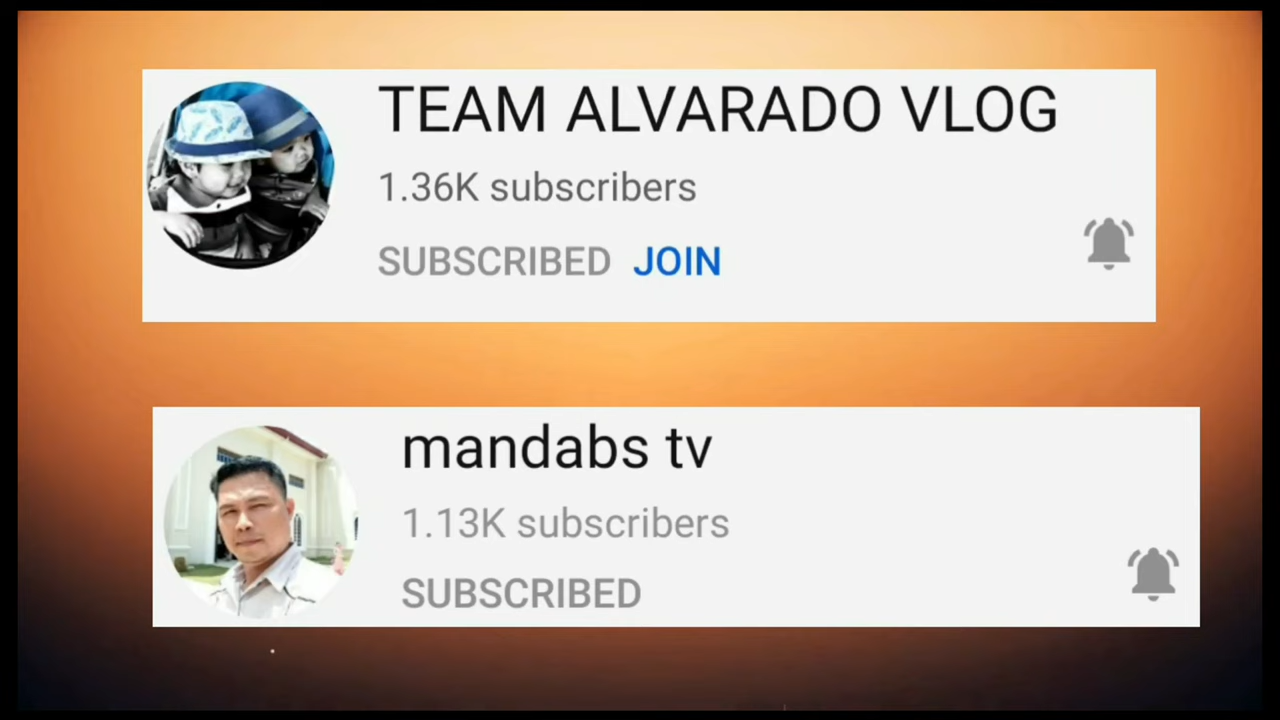 TEAM ALVARADO VLOG
1.36K subscribers
SUBSCRIBED JOIN
mandabs tv
1.13K subscribers
SUBSCRIBED